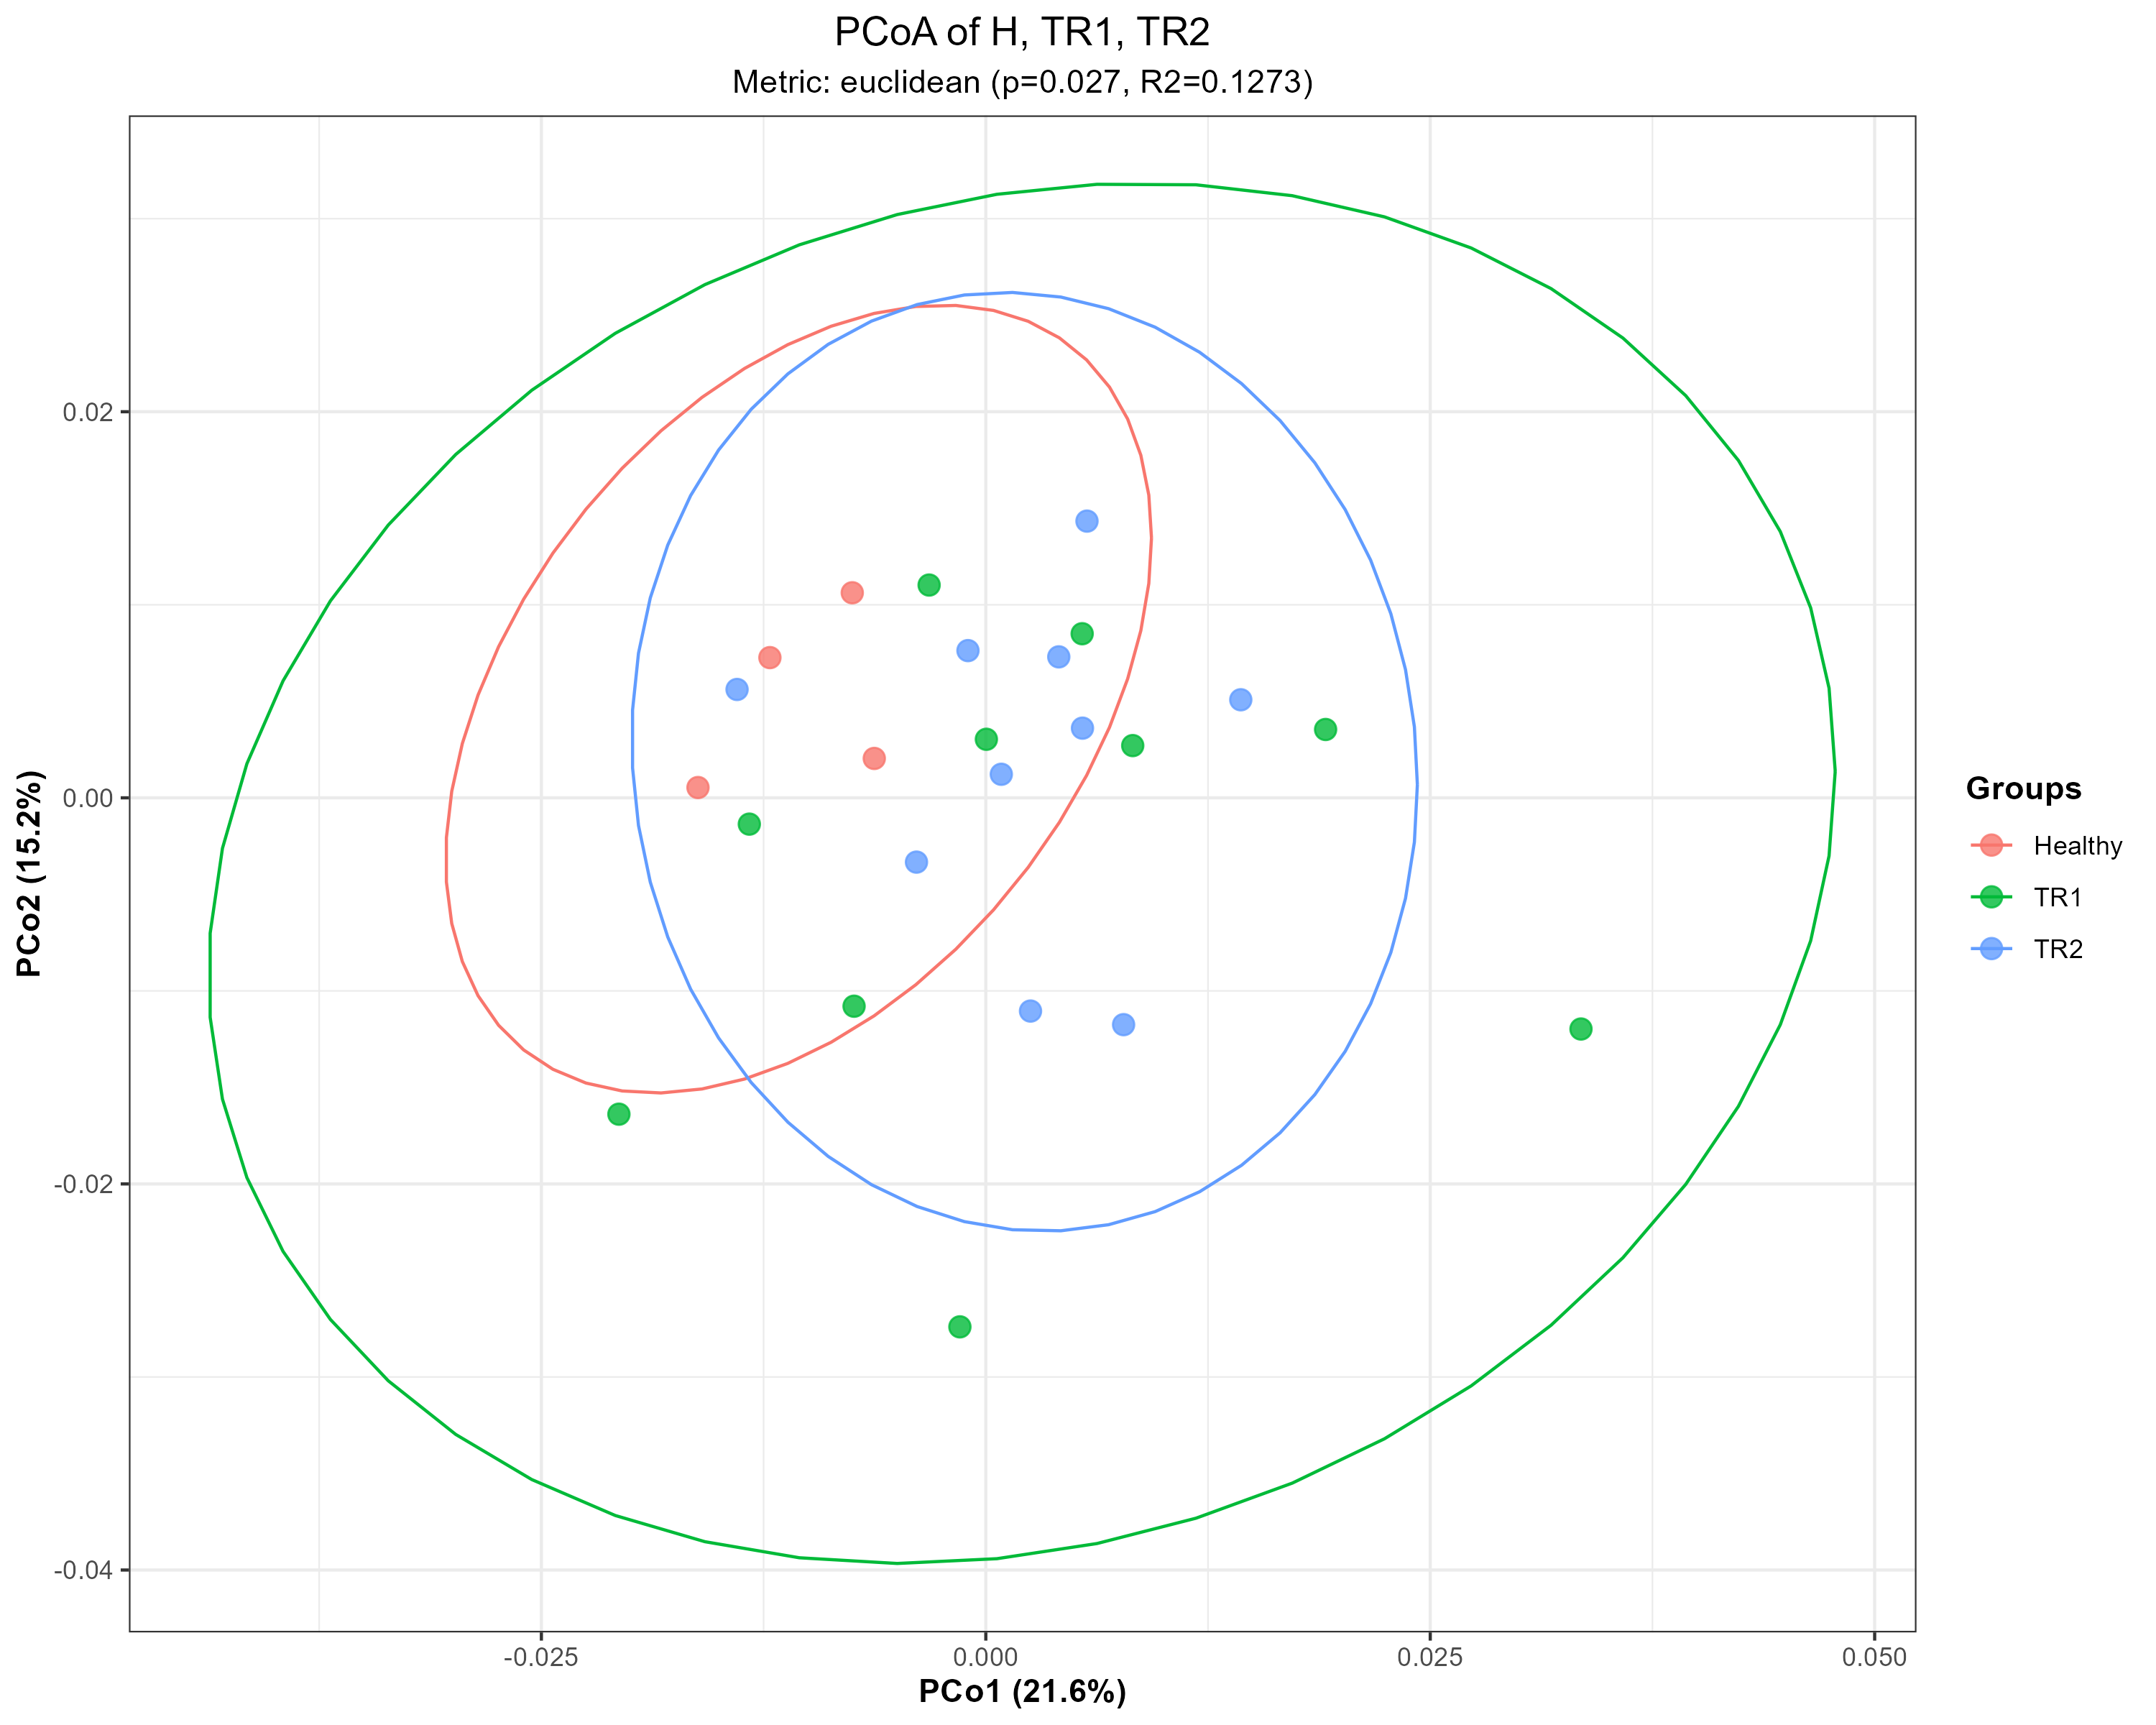 PCoA of H, TR1, TR2
Metric: euclidean (p=0.027, R2=0.1273)
0.02
0.00
-0.02
-0.04
PCo2 (15.2%)
-0.025
0.000
0.025
0.050
PCo1 (21.6%)
Groups
Healthy
TR1
TR2